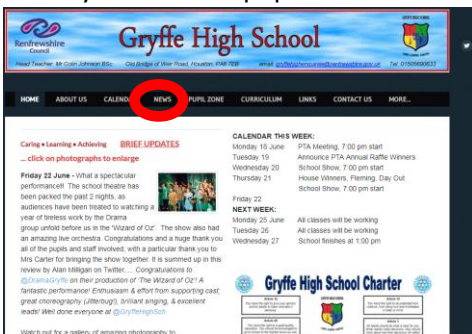 Renfrewshire
Council
Gryffe High School
Head Teacher: Mr Colin Johnson BSc Old Bridge of Weir Road, Houston, PA6 7EB email: gryffehighenquiries@renfrewshire.gov.uk Tel: 01505690833
HOME ABOUT US CALENDAR NEWS PUPIL ZONE CURRICULUM LINKS CONTACT US MORE...
Caring • Learning • Achieving BRIEF UPDATES
... click on photographs to enlarge
Friday 22 June - What a spectacular
performance!! The school theatre has
been packed the past 2 nights, as
audiences have been treated to watching a
year of tireless work by the Drama
group unfold before us in the 'Wizard of Oz'. The show also had
an amazing live orchestra. Congratulations and a huge thank you
all of the pupils and staff involved, with a particular thank you to
Mrs Carter for bringing the show together. It is summed up in this
review by Alan Milligan on Twitter..... Congratulations to
@DramaGryffe on their production of 'The Wizard of Oz'! A
fantastic performance! Enthusiasm & effort from supporting cast;
great choreography (Jitterbug!), brilliant singing, & excellent
leads! Well done everyone at @GryffeHighSch
Watch out for a gallery of amazing photography to
CALENDAR THIS WEEK:
Monday 18 June PTA Meeting, 7:00 pm start
Tuesday 19 Announce PTA Annual Raffle Winners
Wednesday 20 School Show, 7:00 pm start
Thursday 21 House Winners, Fleming, Day Out
School Show, 7:00 pm start
Friday 22
NEXT WEEK:
Monday 25 June All classes will be working
Tuesday 26 All classes will be working
Wednesday 27 School finishes at 1:00 pm
Gryffe High School Charter